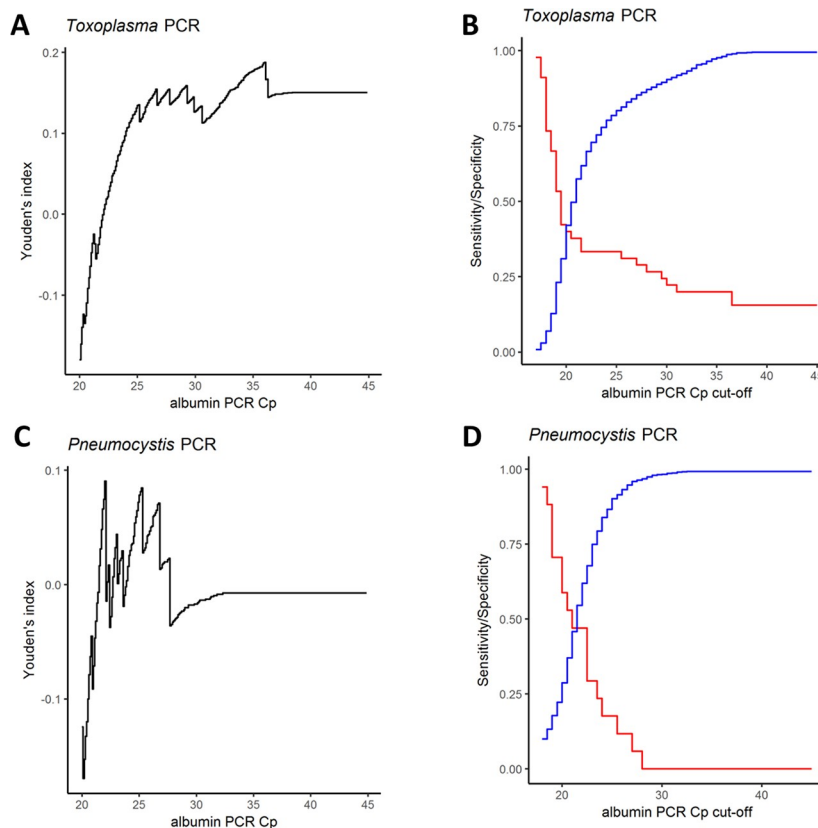 A
Toxoplasma PCR
Youden's index
0.2
0.1
0.0
-0.1
20 25 30 35 40 45
albumin PCR Cp
B
Toxoplasma PCR
Sensitivity/Specificity
1.00
0.75
0.50
0.25
0.00
20 30 40 45
albumin PCR Cp cut-off
C
Pneumocystis PCR
Youden's index
0.1
0.0
-0.1
20 25 30 35 40 45
albumin PCR Cp
D
Pneumocystis PCR
Sensitivity/Specificity
1.00
0.75
0.50
0.25
0.00
20 30 40
albumin PCR Cp cut-off